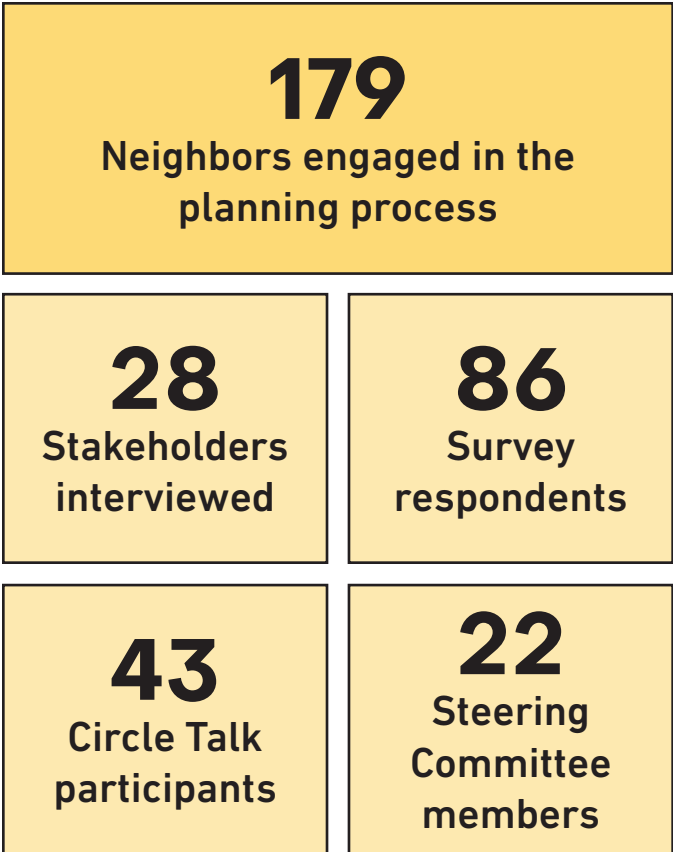 179
Neighbors engaged in the
planning process
28
Stakeholders
interviewed
86
Survey
respondents
43
Circle Talk
participants
22
Steering
Committee
members